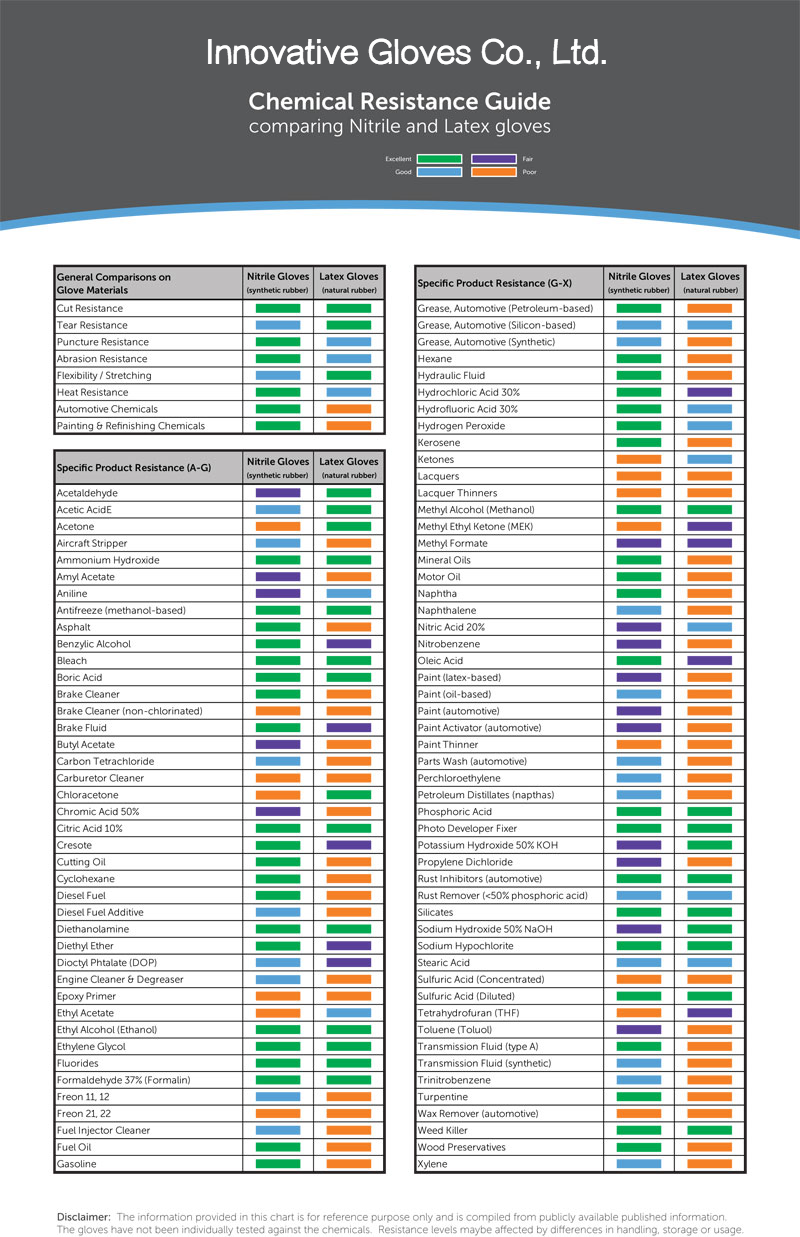 Innovative Gloves Co., Ltd.
Chemical Resistance Guide
comparing Nitrile and Latex gloves
Excellent Fair
Good Poor
General Comparisons on Glove Materials Nitrile Gloves (synthetic rubber) Latex Gloves (natural rubber)
Cut Resistance
Tear Resistance
Puncture Resistance
Abrasion Resistance
Flexibility / Stretching
Heat Resistance
Automotive Chemicals
Painting & Refinishing Chemicals
Specific Product Resistance (A-G) Nitrile Gloves (synthetic rubber) Latex Gloves (natural rubber)
Acetaldehyde
Acetic AcidE
Acetone
Aircraft Stripper
Ammonium Hydroxide
Amyl Acetate
Aniline
Antifreeze (methanol-based)
Asphalt
Benzylic Alcohol
Bleach
Boric Acid
Brake Cleaner
Brake Cleaner (non-chlorinated)
Brake Fluid
Butyl Acetate
Carbon Tetrachloride
Carburetor Cleaner
Chloracetone
Chromic Acid 50%
Citric Acid 10%
Cresote
Cutting Oil
Cyclohexane
Diesel Fuel
Diesel Fuel Additive
Diethanolamine
Diethyl Ether
Dioctyl Phtalate (DOP)
Engine Cleaner & Degreaser
Epoxy Primer
Ethyl Acetate
Ethyl Alcohol (Ethanol)
Ethylene Glycol
Fluorides
Formaldehyde 37% (Formalin)
Freon 11, 12
Freon 21, 22
Fuel Injector Cleaner
Fuel Oil
Gasoline
Specific Product Resistance (G-X) Nitrile Gloves (synthetic rubber) Latex Gloves (natural rubber)
Grease, Automotive (Petroleum-based)
Grease, Automotive (Silicon-based)
Grease, Automotive (Synthetic)
Hexane
Hydraulic Fluid
Hydrochloric Acid 30%
Hydrofluoric Acid 30%
Hydrogen Peroxide
Kerosene
Ketones
Lacquers
Lacquer Thinners
Methyl Alcohol (Methanol)
Methyl Ethyl Ketone (MEK)
Methyl Formate
Mineral Oils
Motor Oil
Naphtha
Naphthalene
Nitric Acid 20%
Nitrobenzene
Oleic Acid
Paint (latex-based)
Paint (oil-based)
Paint (automotive)
Paint Activator (automotive)
Paint Thinner
Parts Wash (automotive)
Perchloroethylene
Petroleum Distillates (napthas)
Phosphoric Acid
Photo Developer Fixer
Potassium Hydroxide 50% KOH
Propylene Dichloride
Rust Inhibitors (automotive)
Rust Remover (<50% phosphoric acid)
Silicates
Sodium Hydroxide 50% NaOH
Sodium Hypochlorite
Stearic Acid
Sulfuric Acid (Concentrated)
Sulfuric Acid (Diluted)
Tetrahydrofuran (THF)
Toluene (Toluol)
Transmission Fluid (type A)
Transmission Fluid (synthetic)
Trinitrobenzene
Turpentine
Wax Remover (automotive)
Weed Killer
Wood Preservatives
Xylene
Disclaimer: The information provided in this chart is for reference purpose only and is compiled from publicly available published information.
The gloves have not been individually tested against the chemicals. Resistance levels maybe affected by differences in handling, storage or usage.